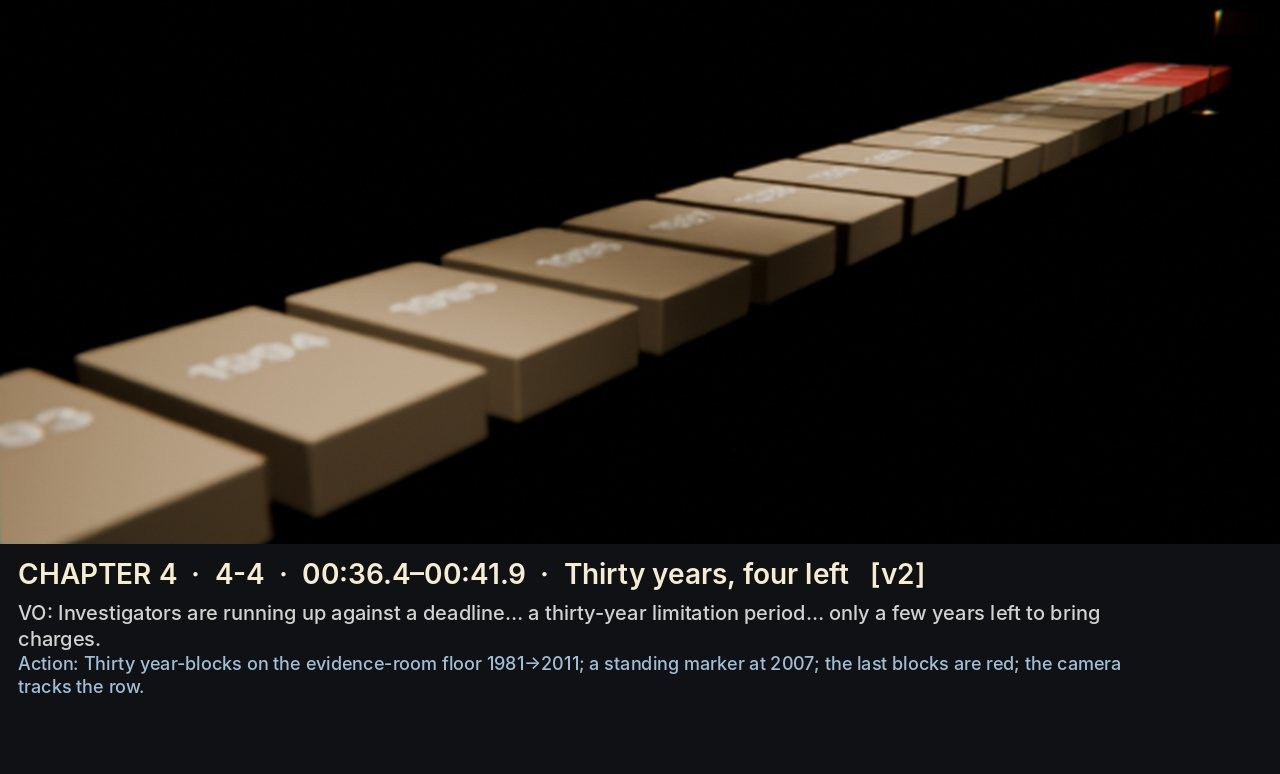 1994
1995
CHAPTER 4 · 4-4 · 00:36.4–00:41.9 · Thirty years, four left [v2]
VO: Investigators are running up against a deadline... a thirty-year limitation period... only a few years left to bring
charges.
Action: Thirty year-blocks on the evidence-room floor 1981→2011; a standing marker at 2007; the last blocks are red; the camera
tracks the row.